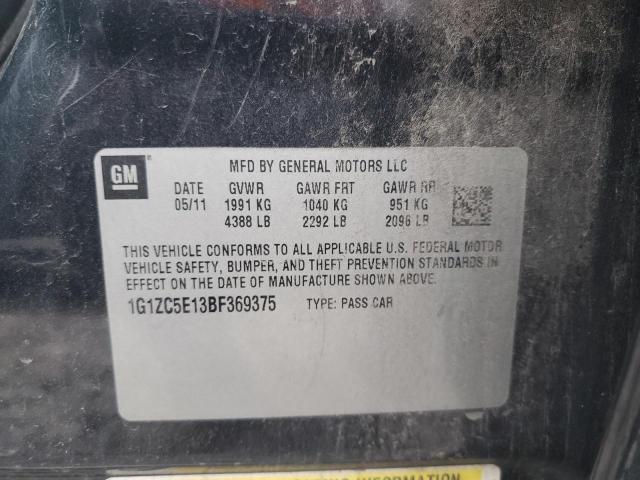 GM
MFD BY GENERAL MOTORS LLC
DATE GVWR GAWR FRT GAWR RR
05/11 1991 KG 1040 KG 951 KG
4388 LB 2292 LB 2096 LB
THIS VEHICLE CONFORMS TO ALL APPLICABLE U.S. FEDERAL MOTOR
VEHICLE SAFETY, BUMPER, AND THEFT PREVENTION STANDARDS IN
EFFECT ON THE DATE OF MANUFACTURE SHOWN ABOVE.
1G1ZC5E13BF369375 TYPE: PASS CAR
INFORMATION